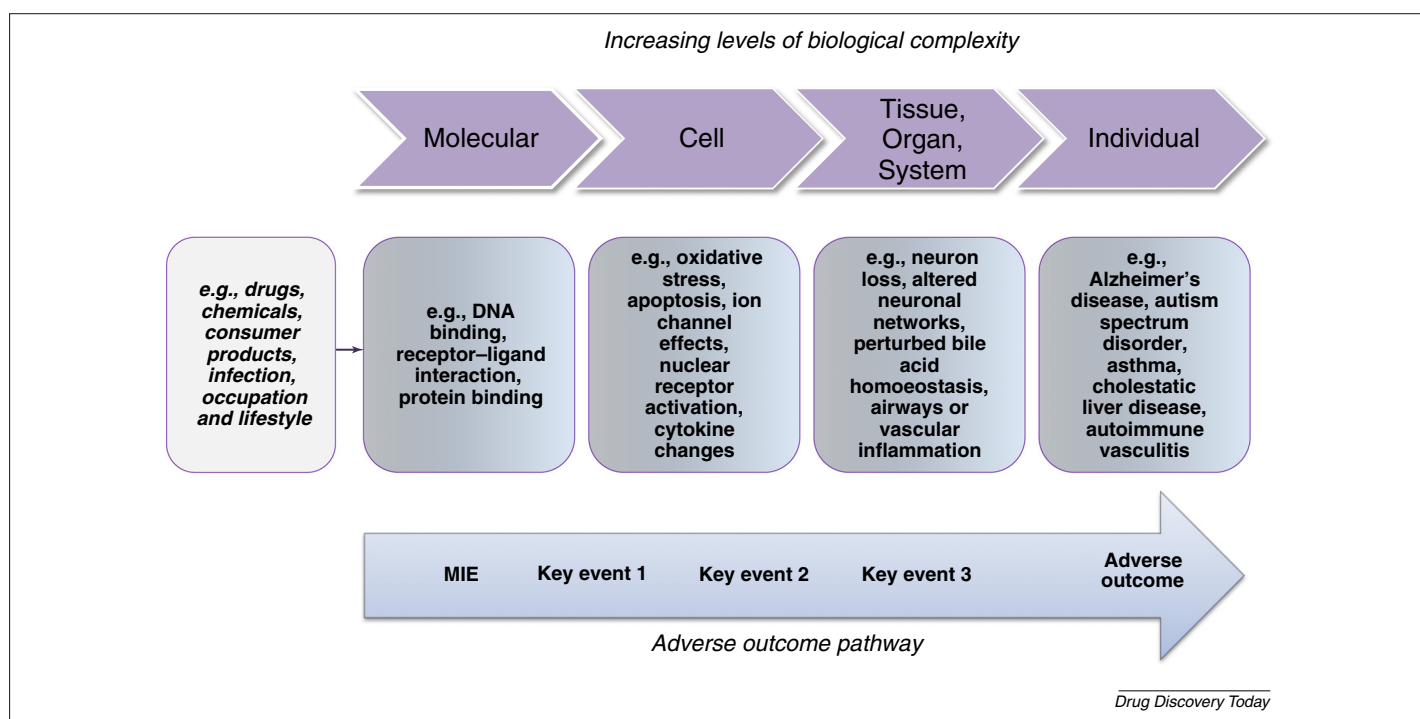 Increasing levels of biological complexity
Molecular
Cell
Tissue,
Organ,
System
Individual
e.g., drugs,
chemicals,
consumer
products,
infection,
occupation
and lifestyle
e.g., DNA
binding,
receptor–ligand
interaction,
protein binding
e.g., oxidative
stress,
apoptosis, ion
channel
effects,
nuclear
receptor
activation,
cytokine
changes
e.g., neuron
loss, altered
neuronal
networks,
perturbed bile
acid
homoeostasis,
airways or
vascular
inflammation
e.g.,
Alzheimer’s
disease, autism
spectrum
disorder,
asthma,
cholestatic
liver disease,
autoimmune
vasculitis
MIE
Key event 1
Key event 2
Key event 3
Adverse
outcome
Adverse outcome pathway
Drug Discovery Today